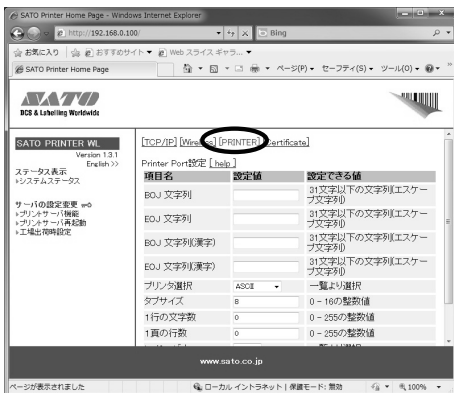 SATO Printer Home Page - Windows Internet Explorer
http://192.168.0.100/
Bing
お気に入り おすすめサイト Web スライス ギャラ...
SATO Printer Home Page
ページ(P) セーフティ(S) ツール(O)
SATO
DCS & Labeling Worldwide
SATO PRINTER WL
Version 1.3.1
English >>
ステータス表示
システムステータス
サーバの設定変更
プリントサーバ機能
プリントサーバ再起動
工場出荷時設定
[TCP/IP] [Wireless] [PRINTER] [Certificate]
Printer Port設定 [ help ]
項目名 設定値 設定できる値
BOJ 文字列 31文字以下の文字列(エスケープ文字列)
EOJ 文字列 31文字以下の文字列(エスケープ文字列)
BOJ 文字列(漢字) 31文字以下の文字列(エスケープ文字列)
EOJ 文字列(漢字) 31文字以下の文字列(エスケープ文字列)
プリンタ選択 ASCII 一覧より選択
タブサイズ 8 0 - 16の整数値
1行の文字数 0 0 - 255の整数値
1頁の行数 0 0 - 255の整数値
www.sato.co.jp
ページが表示されました ローカル イントラネット | 保護モード: 無効 100%